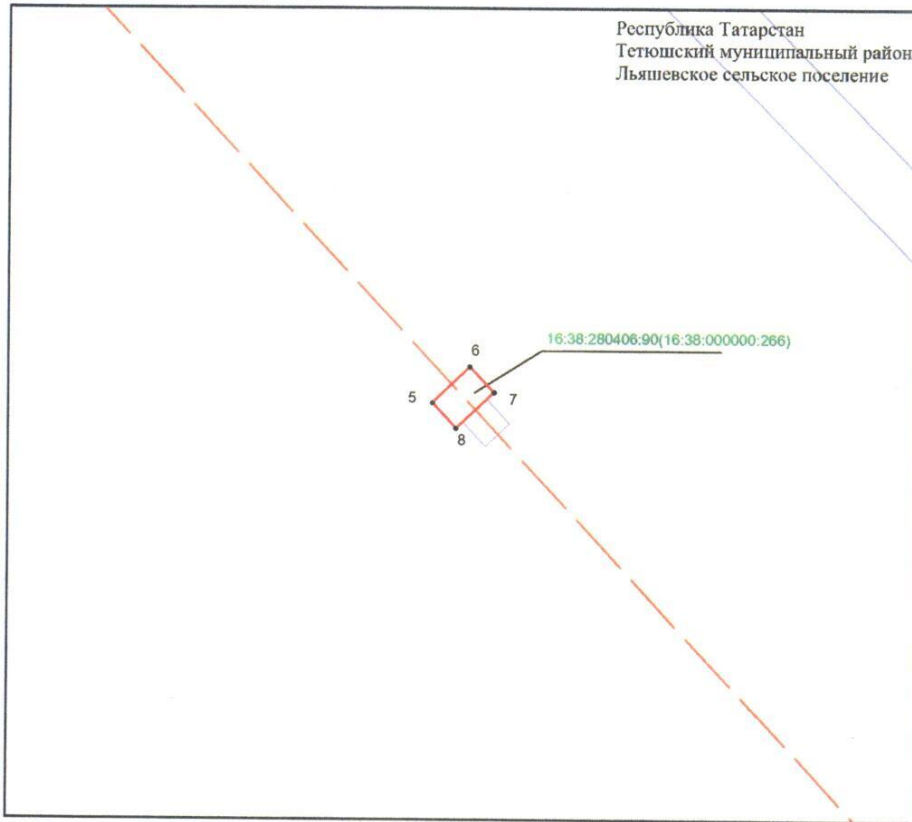 Республика Татарстан
Тетюшский муниципальный район
Льяшевское сельское поселение
16:38:280406:90(16:38:000000:266)
6
5
7
8